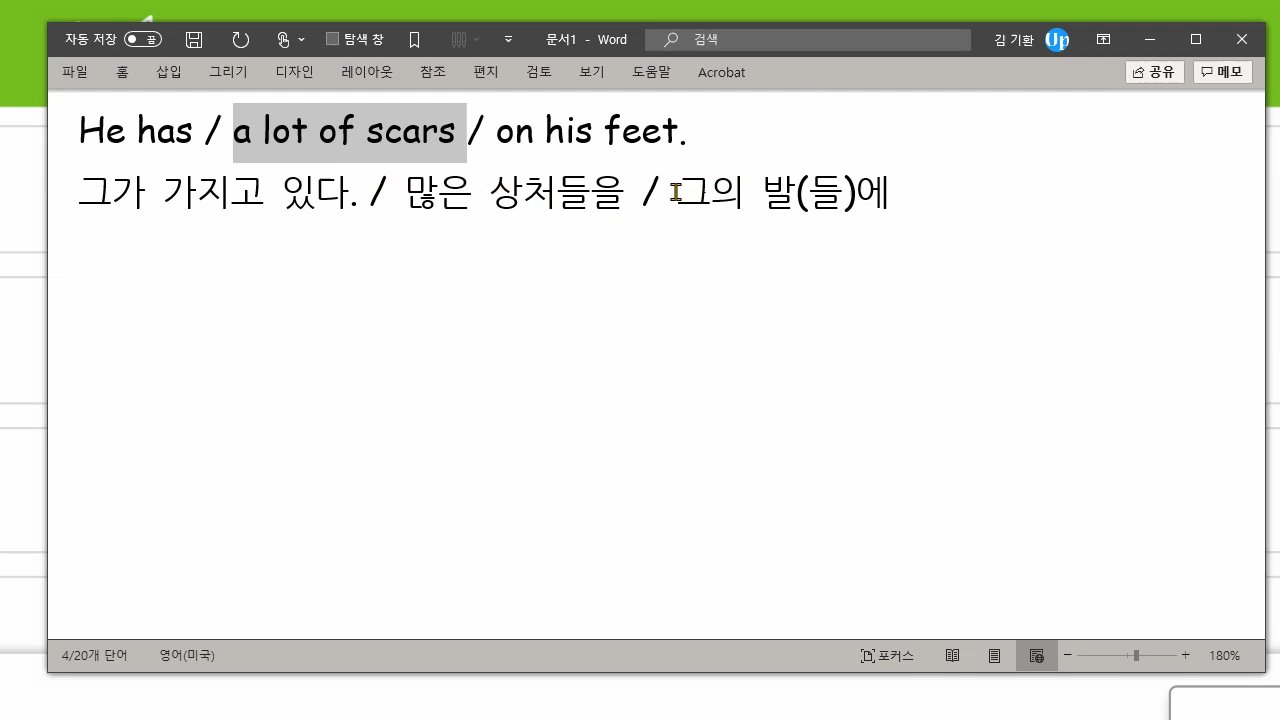 자동 저장 끔 탐색 창 문서1 - Word 검색 김 기환 Up
파일 홈 삽입 그리기 디자인 레이아웃 참조 편지 검토 보기 도움말 Acrobat 공유 메모
He has / a lot of scars / on his feet.
그가 가지고 있다. / 많은 상처들을 / 그의 발(들)에
4/20개 단어 영어(미국) 포커스 - + 180%